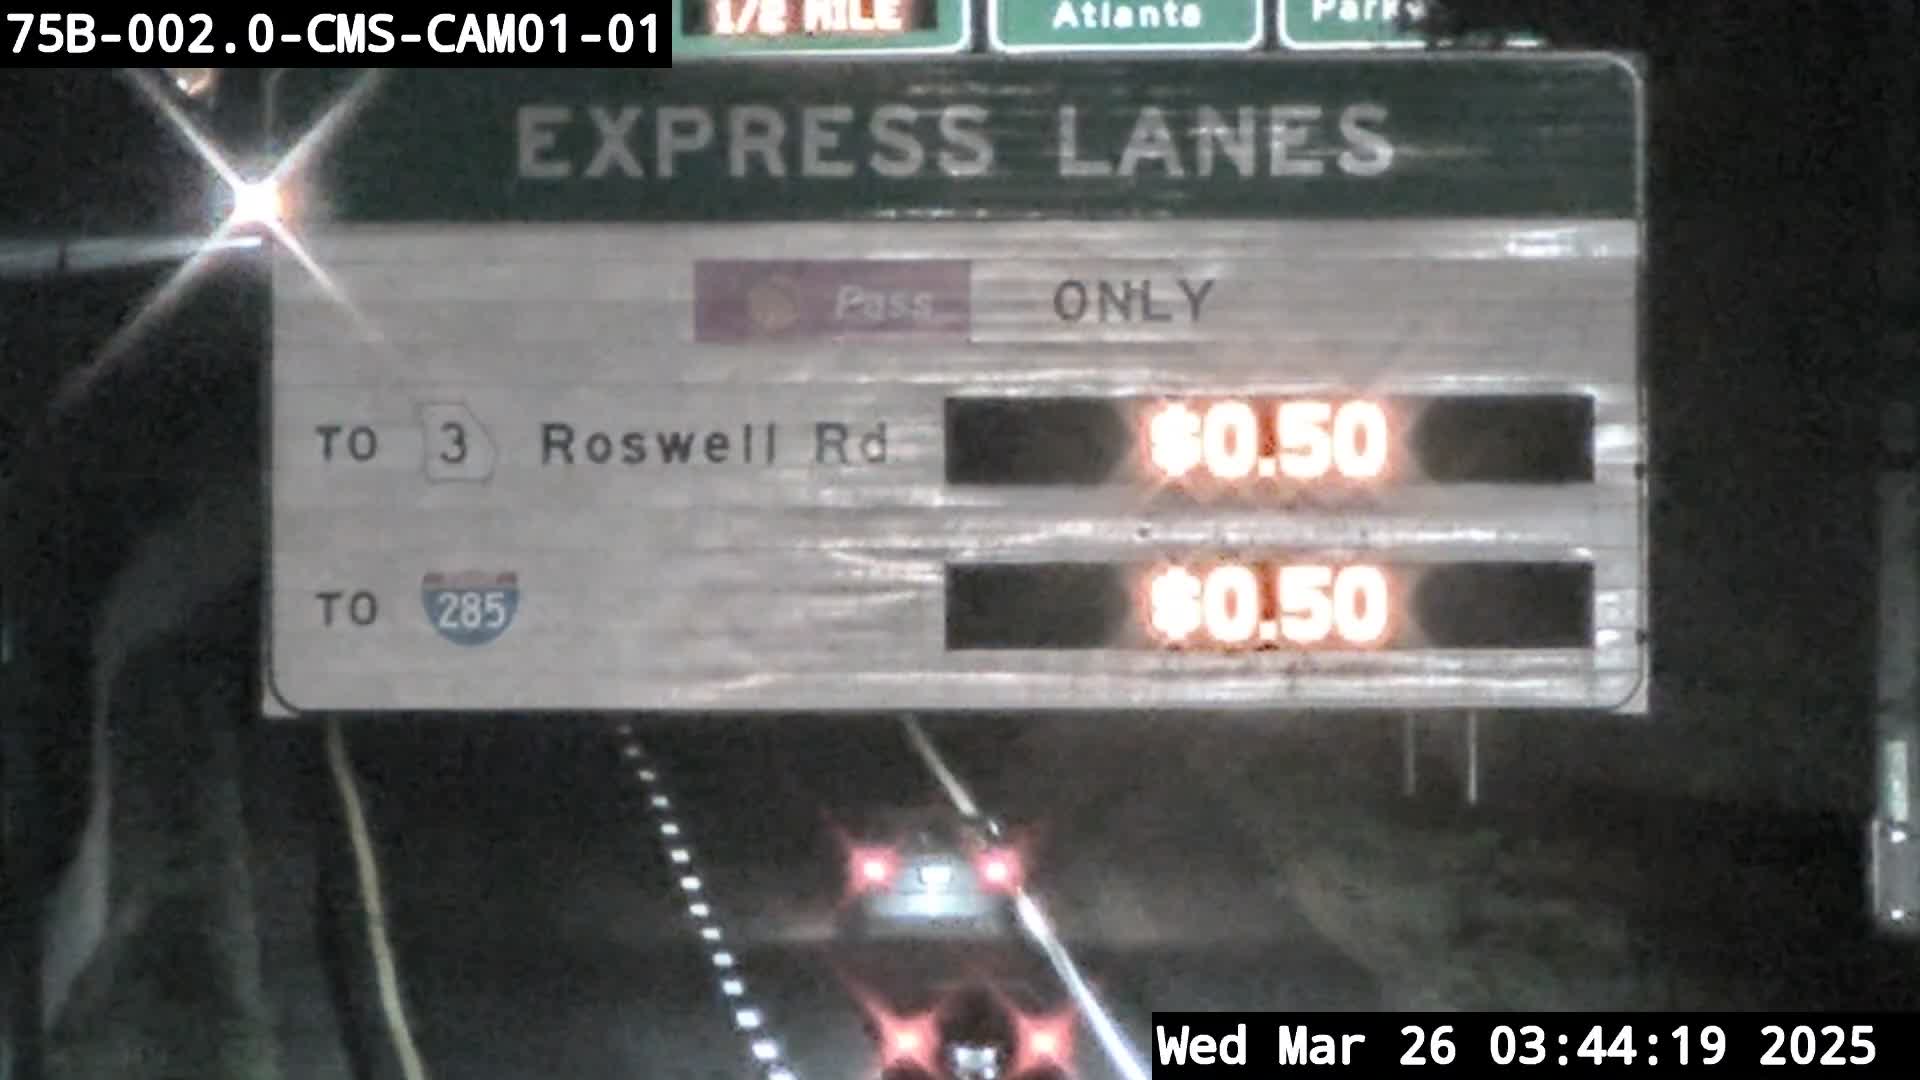 75B-002.0-CMS-CAM01-01
1/2 MILE
Atlanta
Park
EXPRESS LANES
Pass ONLY
TO 3 Roswell Rd $0.50
TO 285 $0.50
Wed Mar 26 03:44:19 2025